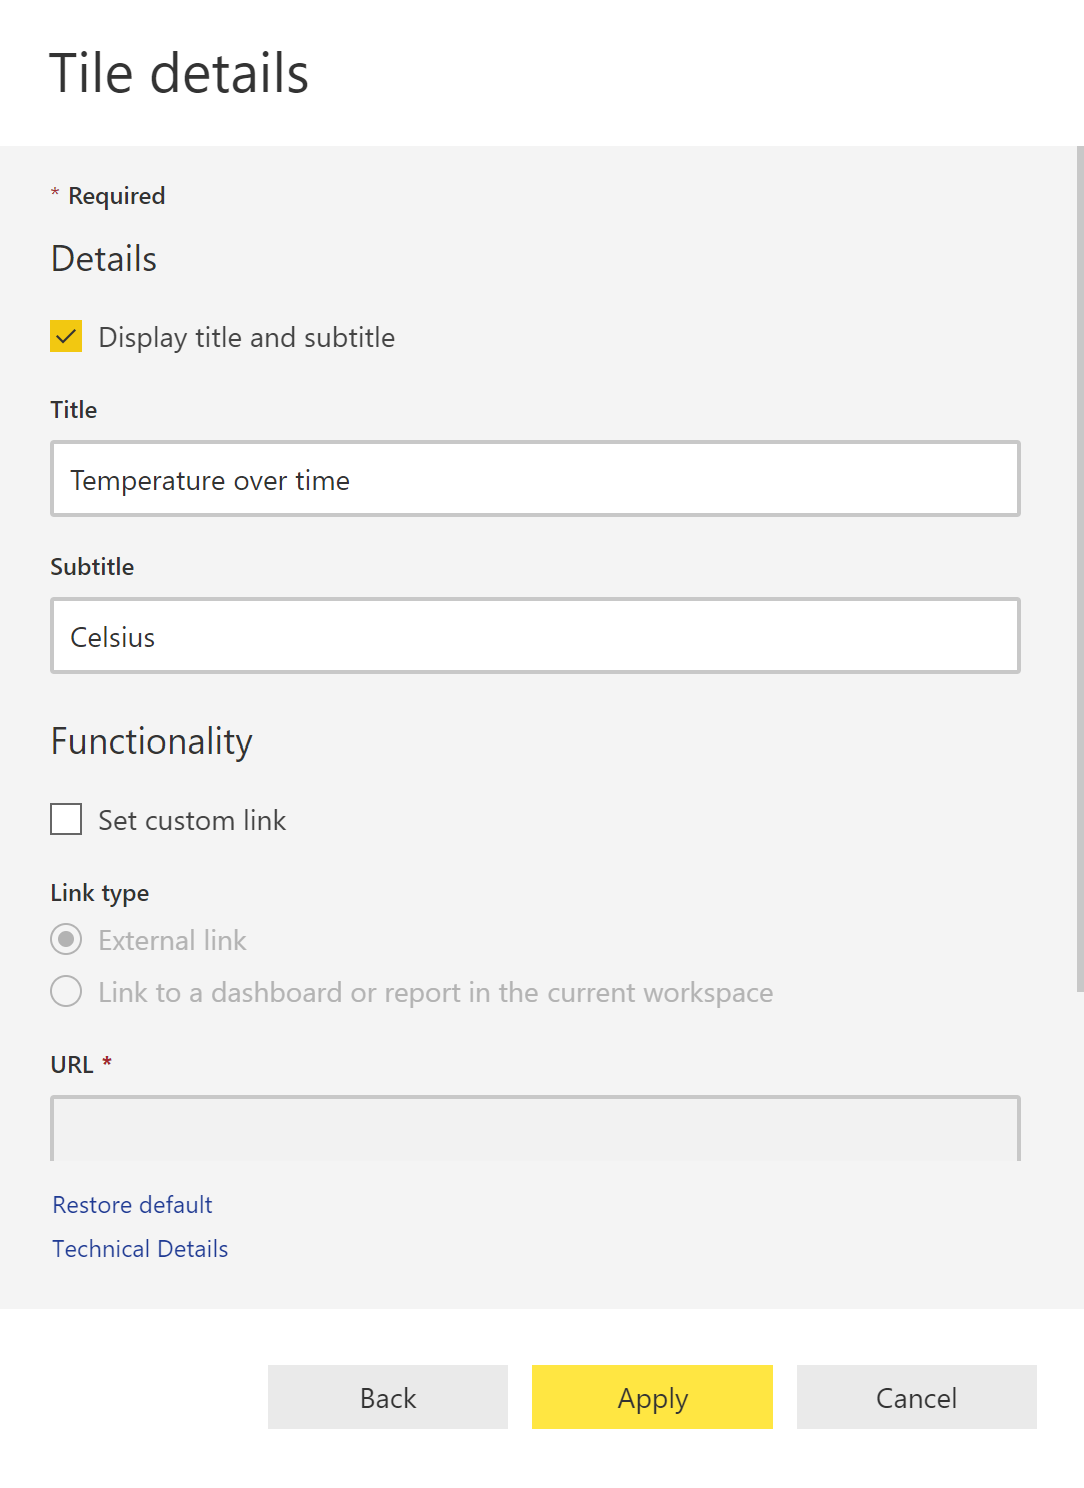 Tile details
* Required
Details
Display title and subtitle
Title
Temperature over time
Subtitle
Celsius
Functionality
Set custom link
Link type
External link
Link to a dashboard or report in the current workspace
URL *
Restore default
Technical Details
Back Apply Cancel